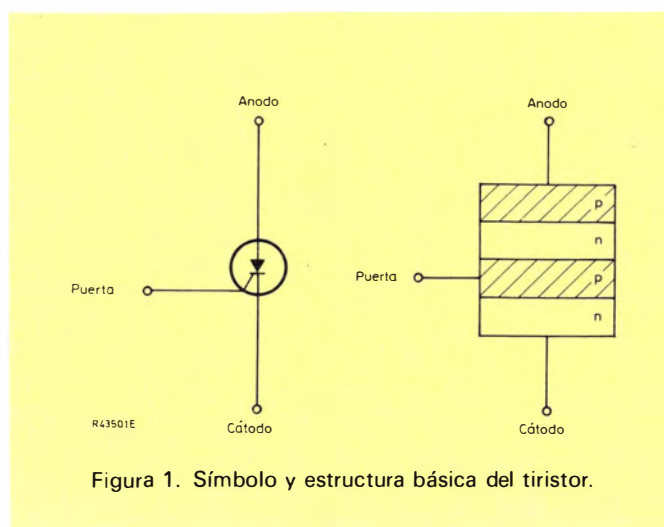 Anodo
Anodo
p
n
Puerta
Puerta
p
n
R43501E
Cátodo
Cátodo
Figura 1. Símbolo y estructura básica del tiristor.